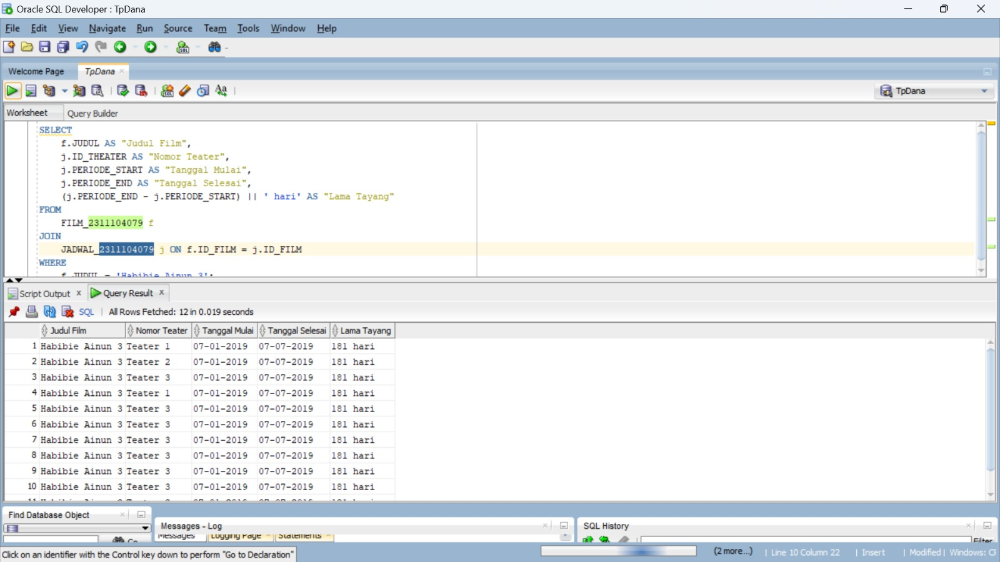 Oracle SQL Developer : TpDana
File Edit View Navigate Run Source Team Tools Window Help
Welcome Page TpDana
TpDana
Worksheet Query Builder
SELECT
f.JUDUL AS "Judul Film",
j.ID_THEATER AS "Nomor Teater",
j.PERIODE_START AS "Tanggal Mulai",
j.PERIODE_END AS "Tanggal Selesai",
(j.PERIODE_END - j.PERIODE_START) || ' hari' AS "Lama Tayang"
FROM
FILM_2311104079 f
JOIN
JADWAL_2311104079 j ON f.ID_FILM = j.ID_FILM
WHERE
f.JUDUL = 'Habibie Ainun 3';
Script Output x Query Result x
SQL | All Rows Fetched: 12 in 0.019 seconds
Judul Film Nomor Teater Tanggal Mulai Tanggal Selesai Lama Tayang
1 Habibie Ainun 3 Teater 1 07-01-2019 07-07-2019 181 hari
2 Habibie Ainun 3 Teater 2 07-01-2019 07-07-2019 181 hari
3 Habibie Ainun 3 Teater 3 07-01-2019 07-07-2019 181 hari
4 Habibie Ainun 3 Teater 1 07-01-2019 07-07-2019 181 hari
5 Habibie Ainun 3 Teater 3 07-01-2019 07-07-2019 181 hari
6 Habibie Ainun 3 Teater 3 07-01-2019 07-07-2019 181 hari
7 Habibie Ainun 3 Teater 3 07-01-2019 07-07-2019 181 hari
8 Habibie Ainun 3 Teater 3 07-01-2019 07-07-2019 181 hari
9 Habibie Ainun 3 Teater 3 07-01-2019 07-07-2019 181 hari
10 Habibie Ainun 3 Teater 3 07-01-2019 07-07-2019 181 hari
Find Database Object
Messages - Log
SQL History
Messages Logging Page Statements
Go
Filter
Click on an identifier with the Control key down to perform "Go to Declaration"
(2 more...) | Line 10 Column 22 | Insert | Modified | Windows: CF